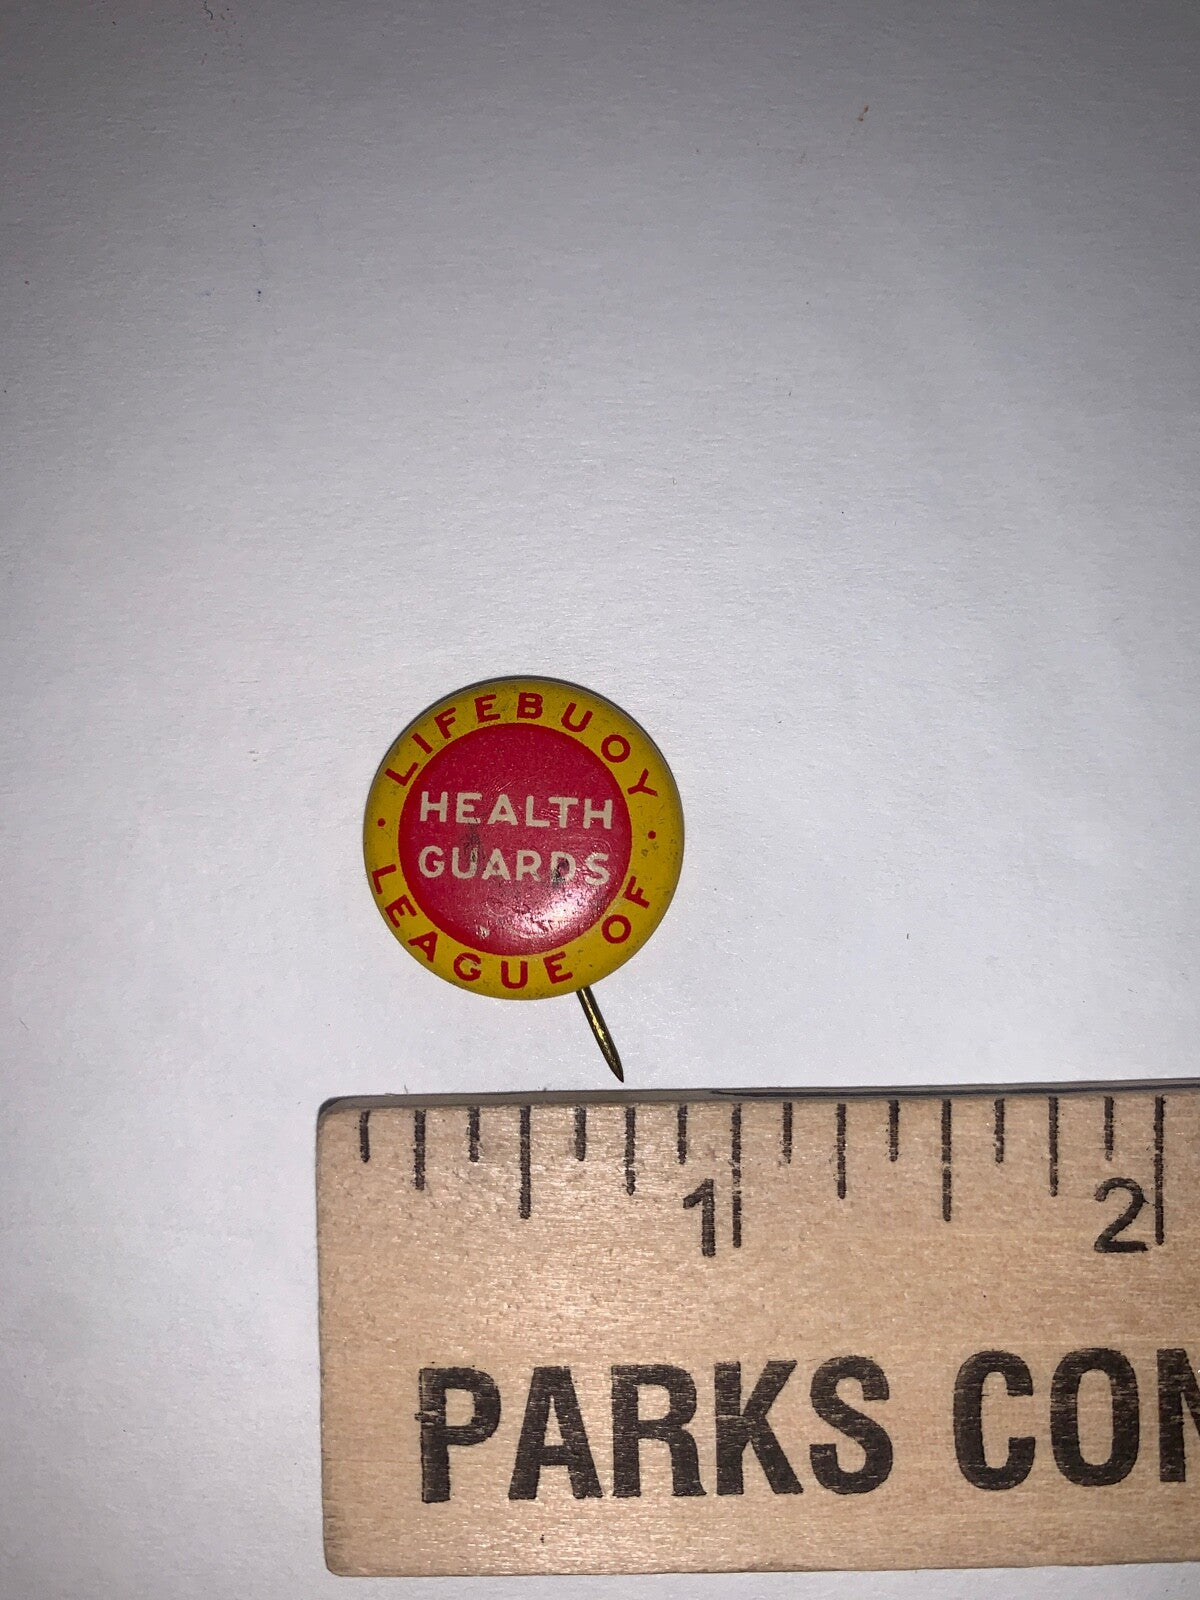 LIFEBUOY
HEALTH
GUARDS
LEAGUE OF
1 2
PARKS CON